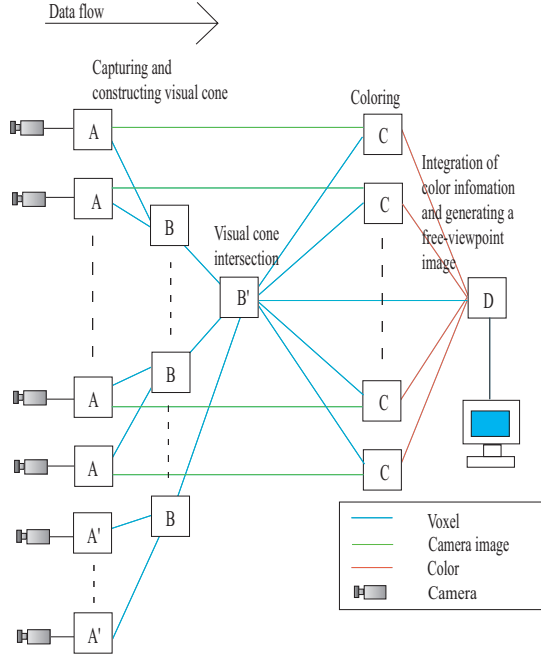 Data flow
Capturing and
constructing visual cone
Coloring
A
C
Integration of
color infomation
and generating a
free-viewpoint
image
A
C
B
Visual cone
intersection
B'
D
B
A
C
A
C
B
A'
A'
Voxel
Camera image
Color
Camera